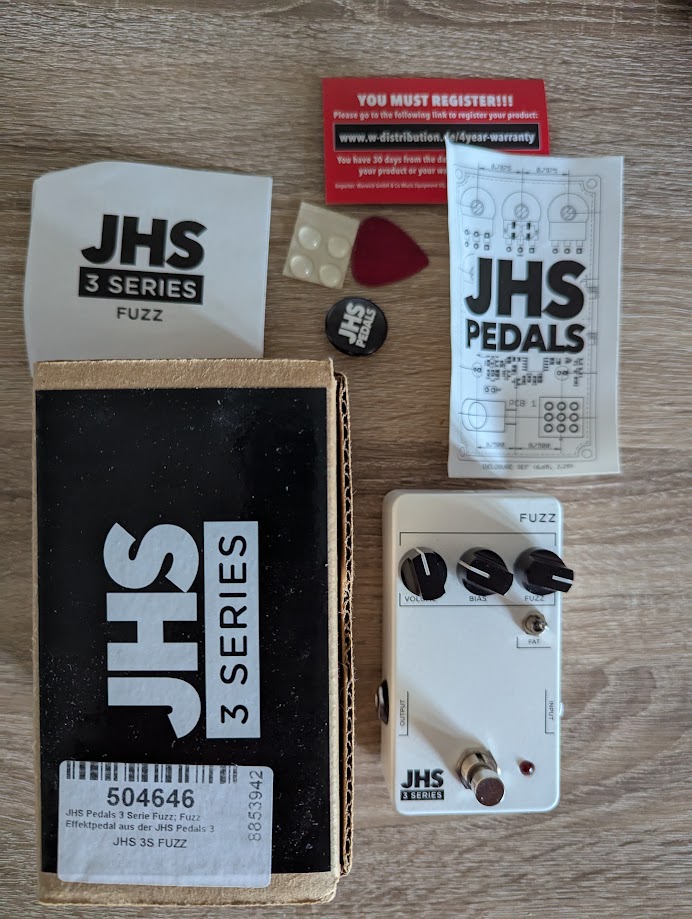 YOU MUST REGISTER!!!
Please go to the following link to register your product:
www.w-distribution.de/4year-warranty
You have 30 days from the da
your product or your wa
JHS
3 SERIES
FUZZ
JHS
PEDALS
JHS
PEDALS
PCB 1
JHS
3 SERIES
504646
JHS Pedals 3 Serie Fuzz; Fuzz
Effektpedal aus der JHS Pedals 3
JHS 3S FUZZ
8853942
FUZZ
VOLUME
BIAS
FUZZ
FAT
OUTPUT
INPUT
JHS
3 SERIES